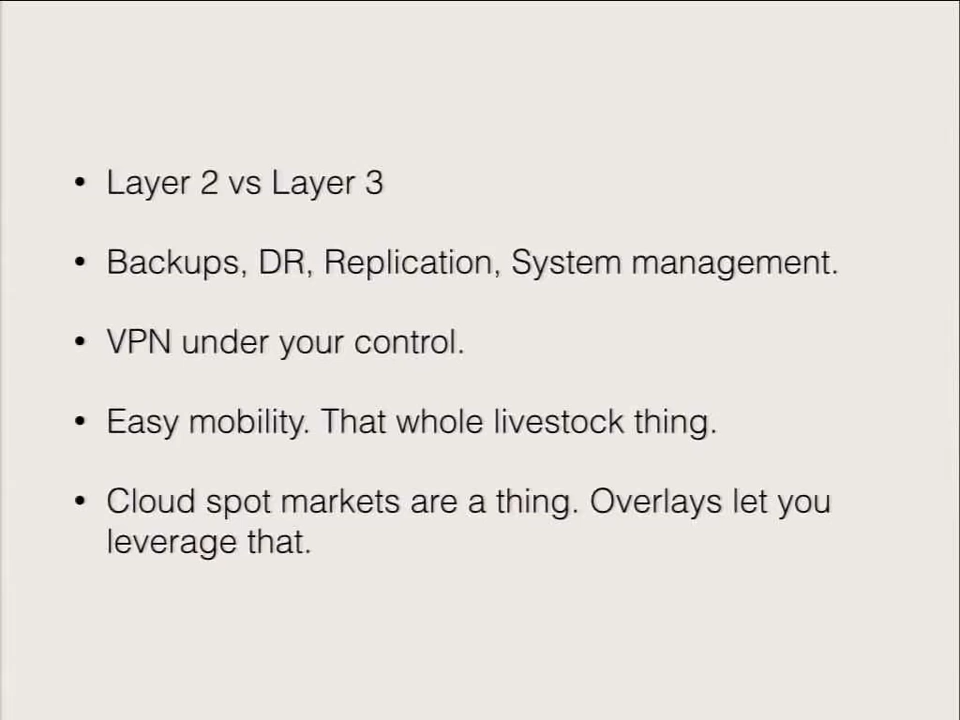 • Layer 2 vs Layer 3
• Backups, DR, Replication, System management.
• VPN under your control.
• Easy mobility. That whole livestock thing.
• Cloud spot markets are a thing. Overlays let you
leverage that.